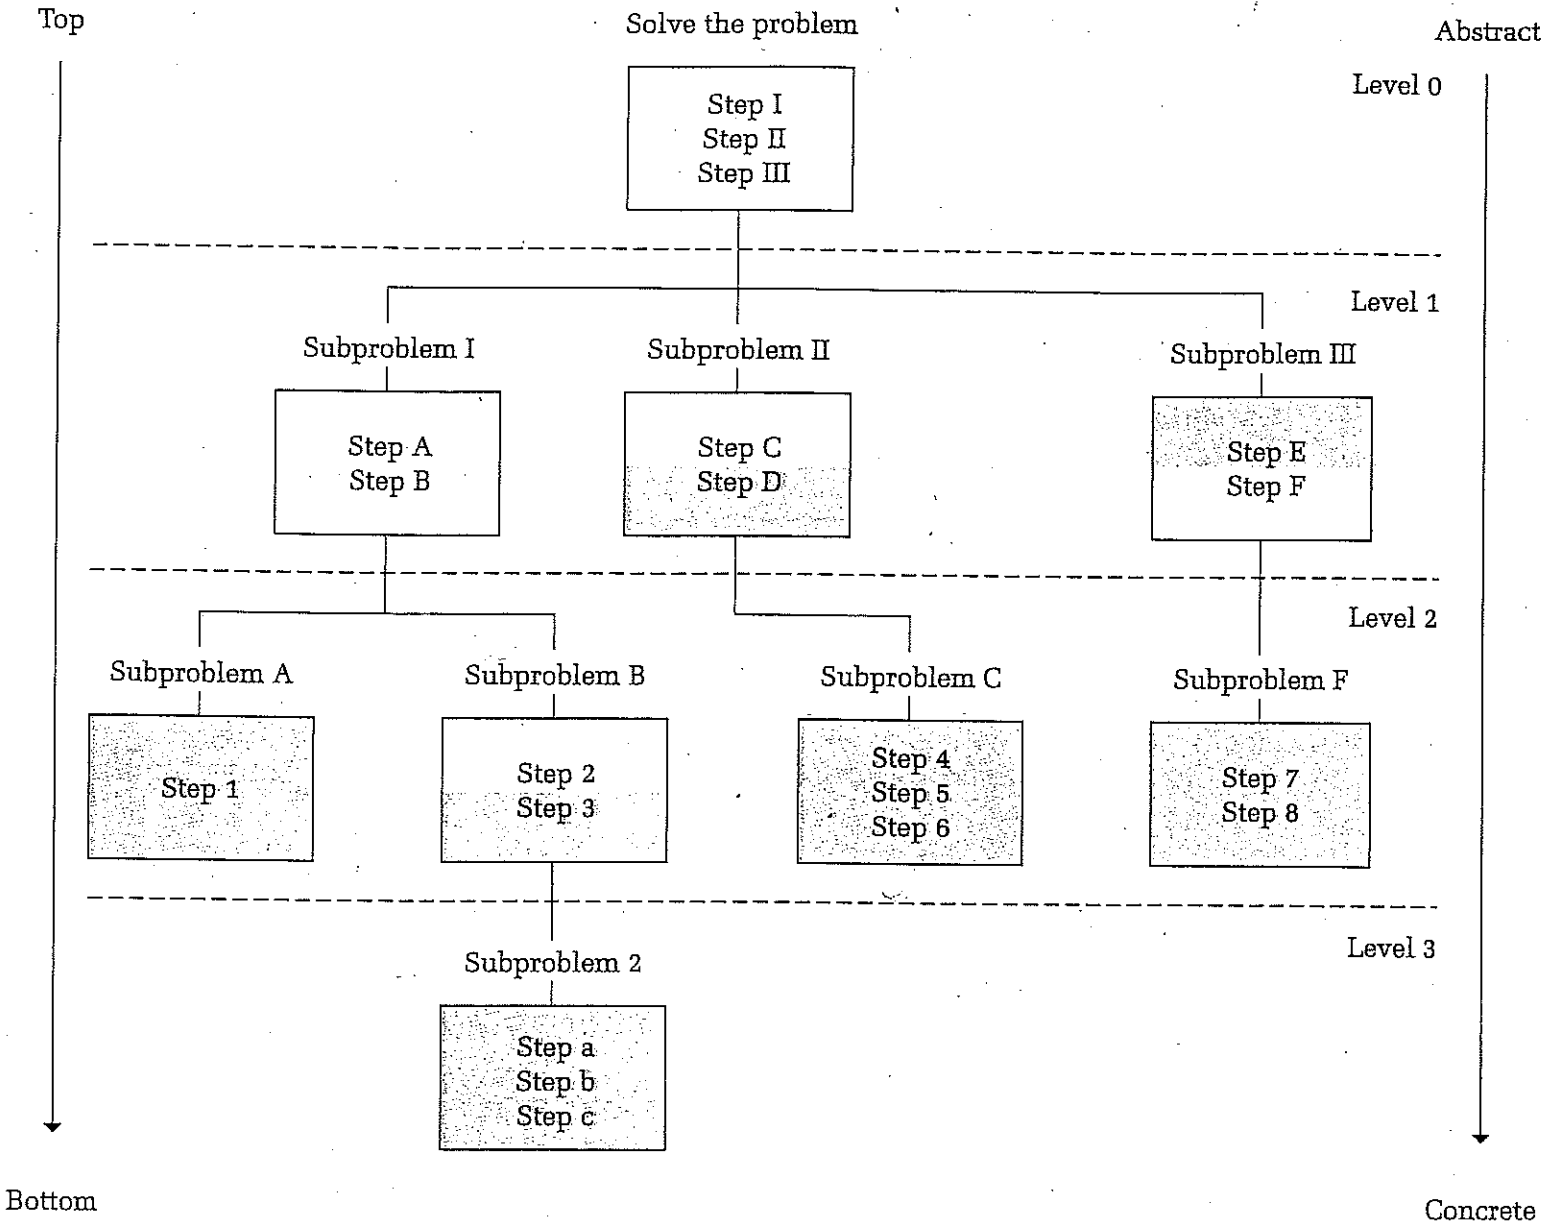 Top
Solve the problem
Abstract
Level 0
Step I
Step II
Step III
Level 1
Subproblem I
Subproblem II
Subproblem III
Step A
Step B
Step C
Step D
Step E
Step F
Level 2
Subproblem A
Subproblem B
Subproblem C
Subproblem F
Step 1
Step 2
Step 3
Step 4
Step 5
Step 6
Step 7
Step 8
Level 3
Subproblem 2
Step a
Step b
Step c
Bottom
Concrete